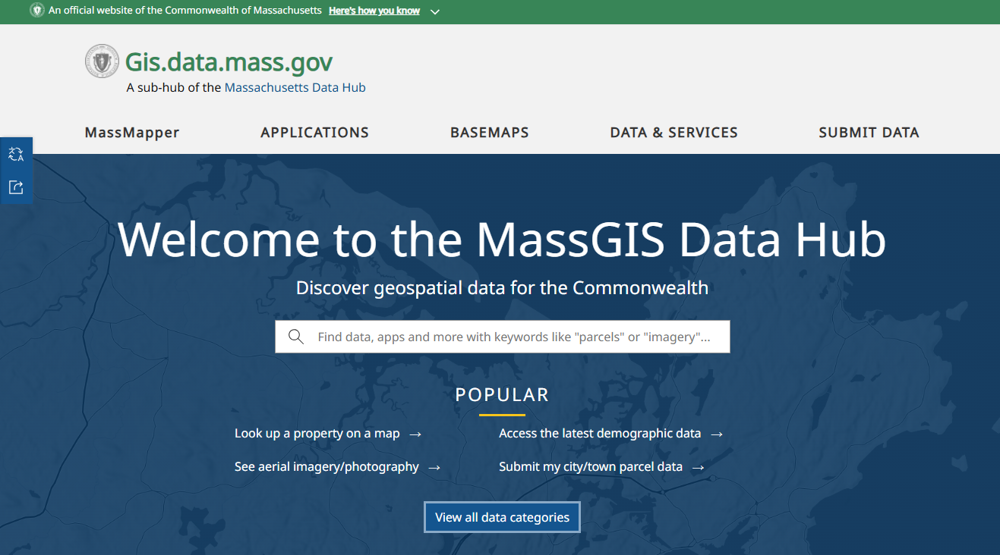 An official website of the Commonwealth of Massachusetts Here's how you know
Gis.data.mass.gov
A sub-hub of the Massachusetts Data Hub
MassMapper APPLICATIONS BASEMAPS DATA & SERVICES SUBMIT DATA
Welcome to the MassGIS Data Hub
Discover geospatial data for the Commonwealth
Find data, apps and more with keywords like "parcels" or "imagery"...
POPULAR
Look up a property on a map → Access the latest demographic data →
See aerial imagery/photography → Submit my city/town parcel data →
View all data categories